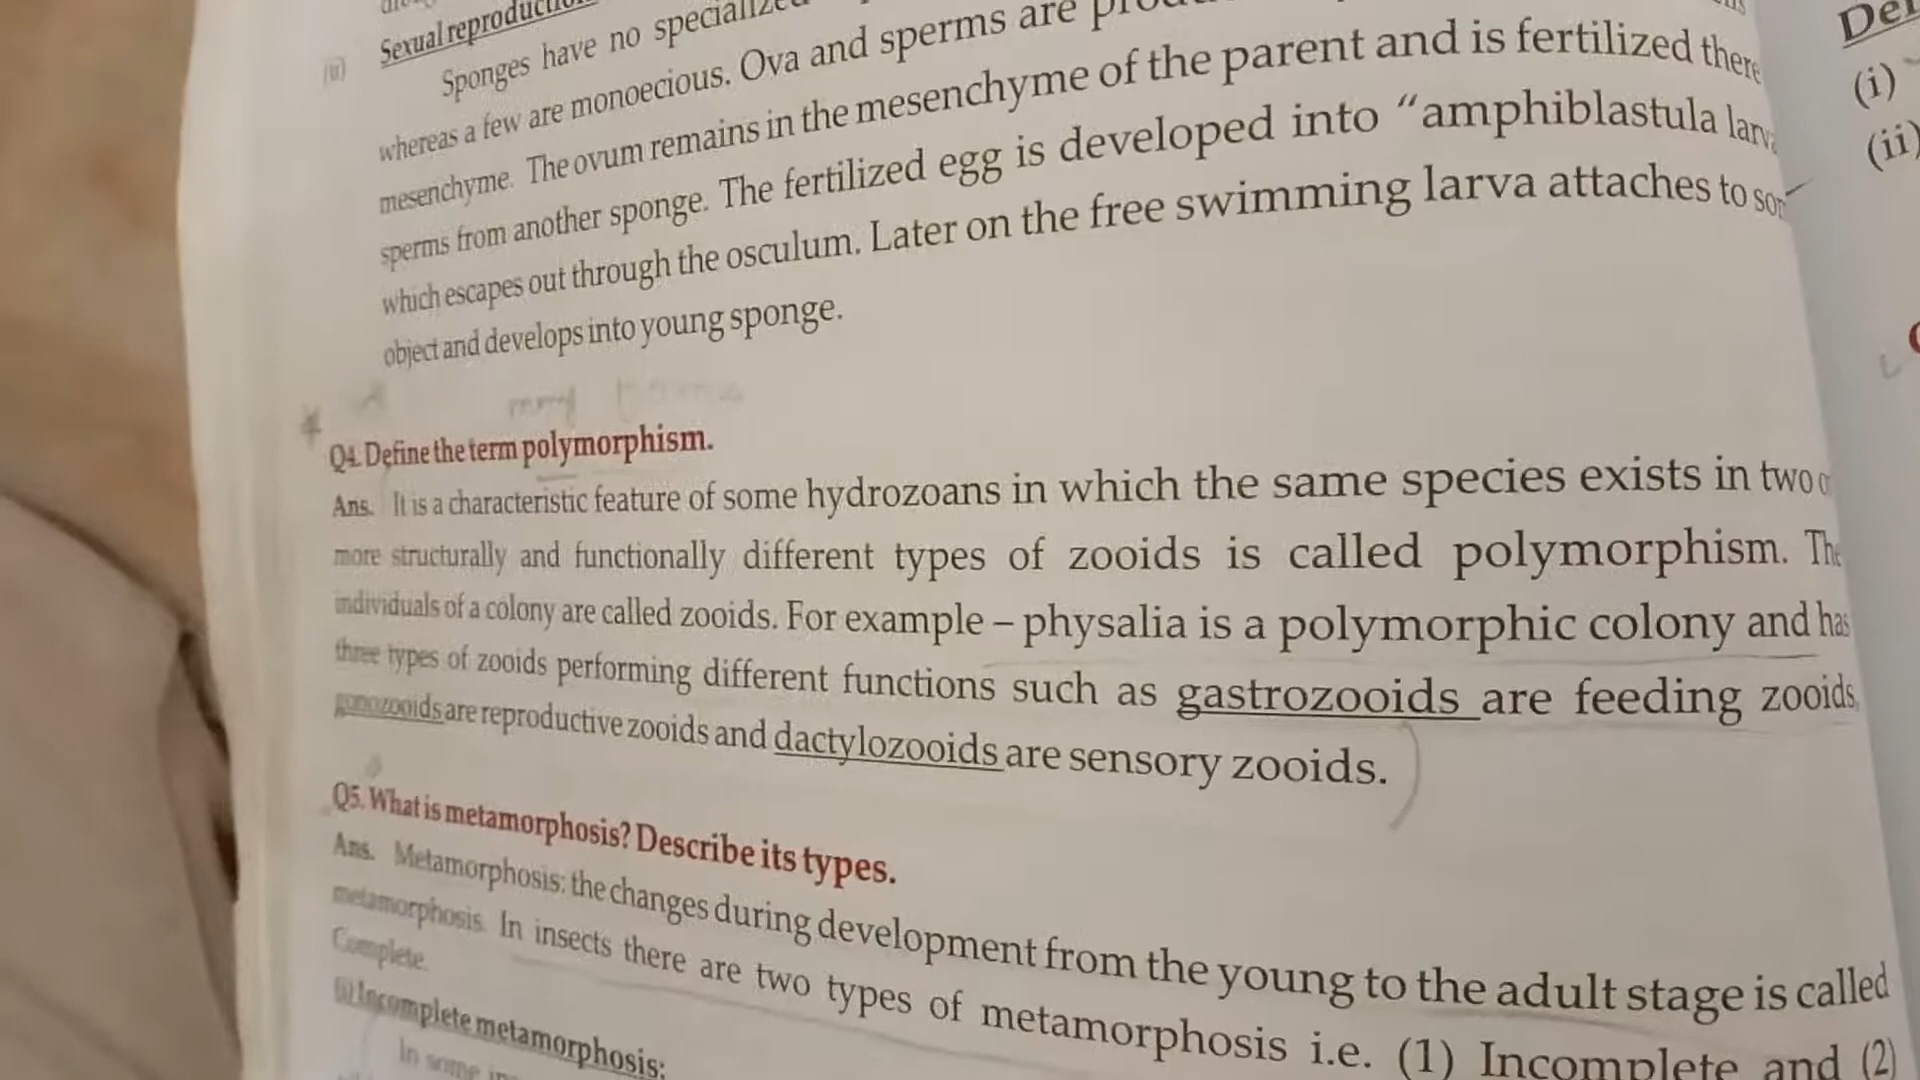 Sexual reproduction
Sponges have no specialized
whereas a few are monoecious. Ova and sperms are
mesenchyme. The ovum remains in the mesenchyme of the parent and is fertilized there
sperms from another sponge. The fertilized egg is developed into "amphiblastula larva
which escapes out through the osculum. Later on the free swimming larva attaches to
object and develops into young sponge.
many forms
Q4. Define the term polymorphism.
Ans. It is a characteristic feature of some hydrozoans in which the same species exists in two
more structurally and functionally different types of zooids is called polymorphism. The
individuals of a colony are called zooids. For example – physalia is a polymorphic colony and has
three types of zooids performing different functions such as gastrozooids are feeding zooids,
gonozooids are reproductive zooids and dactylozooids are sensory zooids.
Q5. What is metamorphosis? Describe its types.
Ans. Metamorphosis: the changes during development from the young to the adult stage is called
metamorphosis. In insects there are two types of metamorphosis i.e. (1) Incomplete and (2)
Complete.
(i) Incomplete metamorphosis:
In some
(i)
(ii)